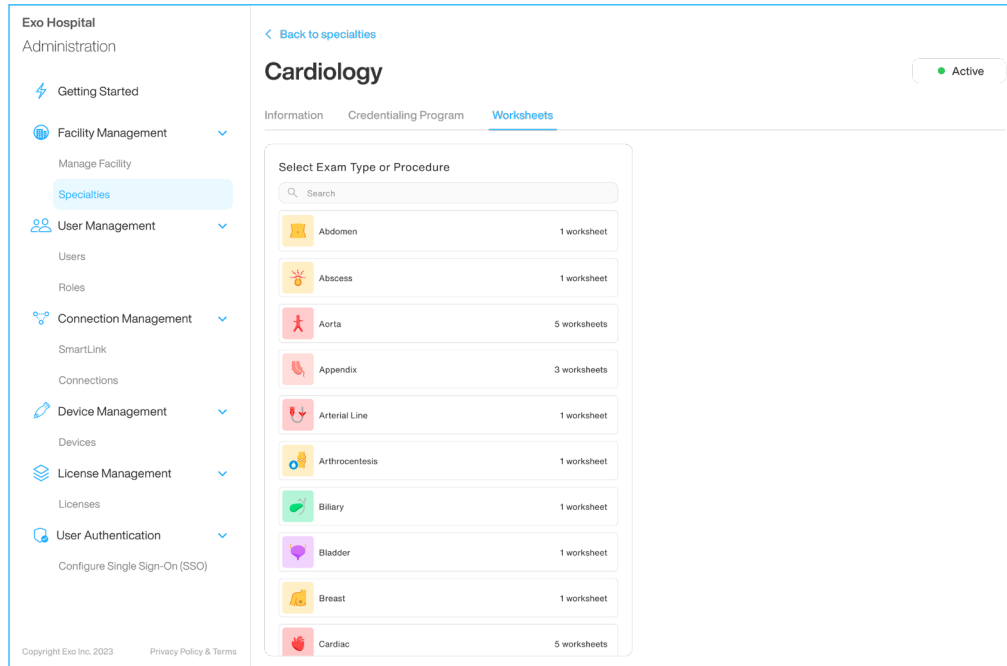 Exo Hospital
Administration
Getting Started
Facility Management
Manage Facility
Specialties
User Management
Users
Roles
Connection Management
SmartLink
Connections
Device Management
Devices
License Management
Licenses
User Authentication
Configure Single Sign-On (SSO)
Copyright Exo Inc. 2023
Privacy Policy & Terms
Back to specialties
Cardiology
Active
Information
Credentialing Program
Worksheets
Select Exam Type or Procedure
Search
Abdomen 1 worksheet
Abscess 1 worksheet
Aorta 5 worksheets
Appendix 3 worksheets
Arterial Line 1 worksheet
Arthrocentesis 1 worksheet
Biliary 1 worksheet
Bladder 1 worksheet
Breast 1 worksheet
Cardiac 5 worksheets